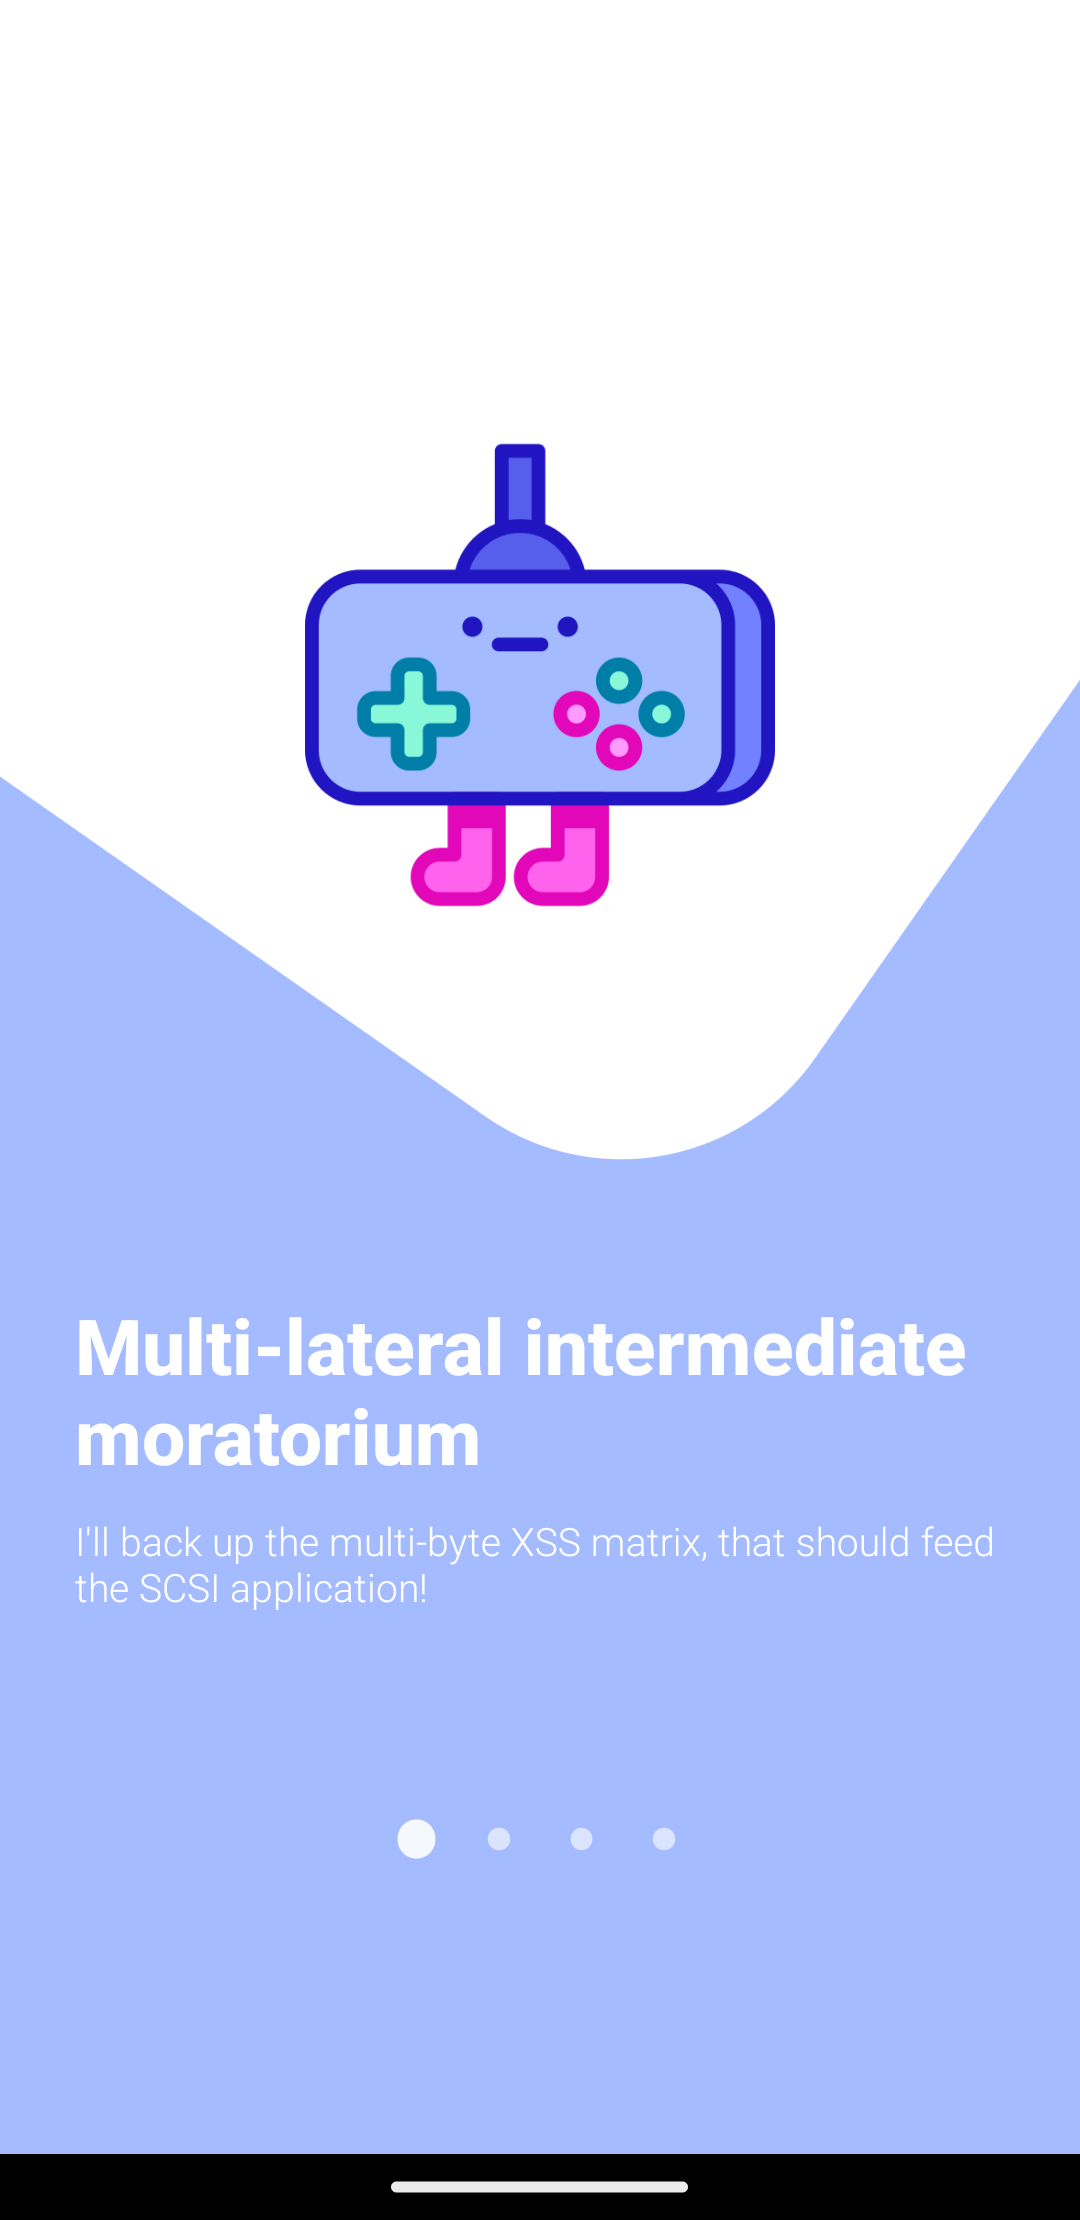 Multi-lateral intermediate
moratorium
I'll back up the multi-byte XSS matrix, that should feed
the SCSI application!